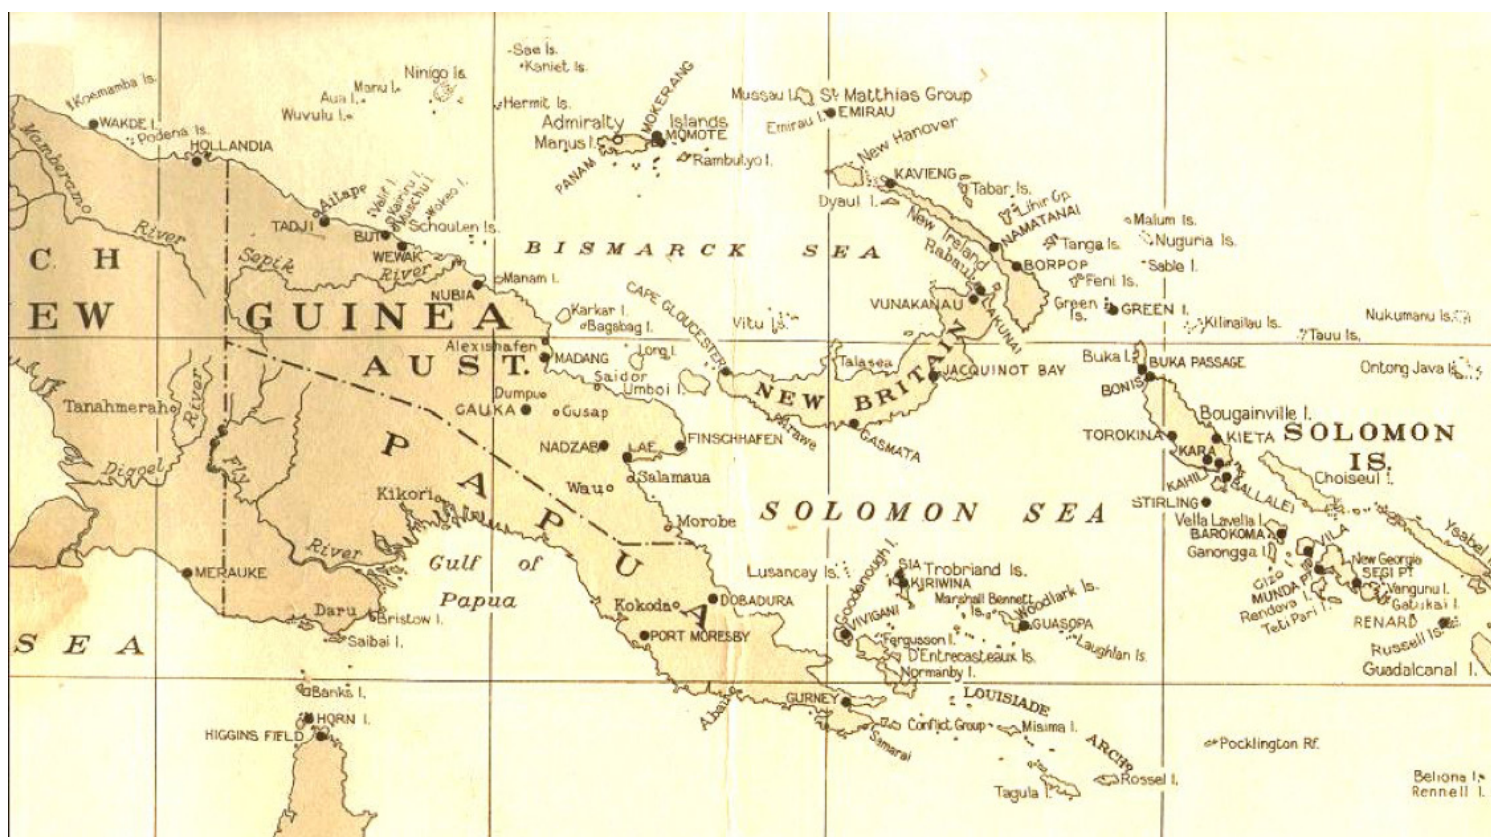 Sae Is.
Kaniet Is.
Ninigo Is.
Manu I.
Aua I.
Wuvulu I.
Hermit Is.
Koemamba Is.
WAKDE I.
Podena Is.
HOLLANDIA
Mamberamo
River
MOKERANG
Admiralty
Islands
Manus I.
MOMOTE
PANAM
Rambutyo I.
Mussau I.
St. Matthias Group
Emirau I.
EMIRAU
New Hanover
KAVIENG
Dyaul I.
Tabar Is.
Lihir Gp
NAMATANAI
New Ireland
Rabaul
Malum Is.
Tanga Is.
Nuguria Is.
BORPOP
Sable I.
Feni Is.
Green
Is.
GREEN I.
VUNAKANAU
LAKUNAI
Aitape
TADJI
Valif I.
Kairiru I.
Wokeo I.
BUT
Schouten Is.
WEWAK
Sepik
River
NUBIA
Manam I.
BISMARCK SEA
C H
EW
GUINEA
AUST.
Karkar I.
Bagabag I.
Alexishafen
MADANG
CAPE GLOUCESTER
Vitu Is.
Long I.
Saidor
Umboi I.
Talasea
NEW BRITAIN
JACQUINOT BAY
GASMATA
Kilinailau Is.
Tauu Is.
Nukumanu Is.
Buka I.
BUKA PASSAGE
BONIS
Ontong Java Is.
Bougainville I.
TOROKINA
KIETA
KARA
KAHILI
BALLALEI
SOLOMON
IS.
Choiseul I.
STIRLING
Vella Lavella I.
BAROKOMA
VILA
Ganongga I.
Gizo
New Georgia
SEGI PT.
MUNDA PT.
Vangunu I.
Rendova I.
Gatukai I.
Teti Pari I.
Ysabel
RENARD
Russell Is.
Guadalcanal I.
Tanahmerah
River
Digoel
Fly
River
Dumpu
GAUKA
Gusap
NADZAB
LAE
FINSCHHAFEN
Salamaua
Wau
Kikori
Morobe
PAPUA
SOLOMON SEA
Gulf of
Papua
MERAUKE
Daru
Bristow I.
Saibai I.
SEA
Kokoda
DOBADURA
PORT MORESBY
Lusancay Is.
Goodenough I.
SIA
Trobriand Is.
KIRIWINA
Marshall Bennett
Is.
Woodlark Is.
VIVIGANI
GUASOPA
Fergusson I.
Laughlan Is.
D'Entrecasteaux Is.
Normanby I.
Banks I.
HORN I.
HIGGINS FIELD
Abau
GURNEY
Samarai
LOUISIADE
ARCHO
Conflict Group
Misima I.
Tagula I.
Rossel I.
Pocklington Rf.
Bellona I.
Rennell I.